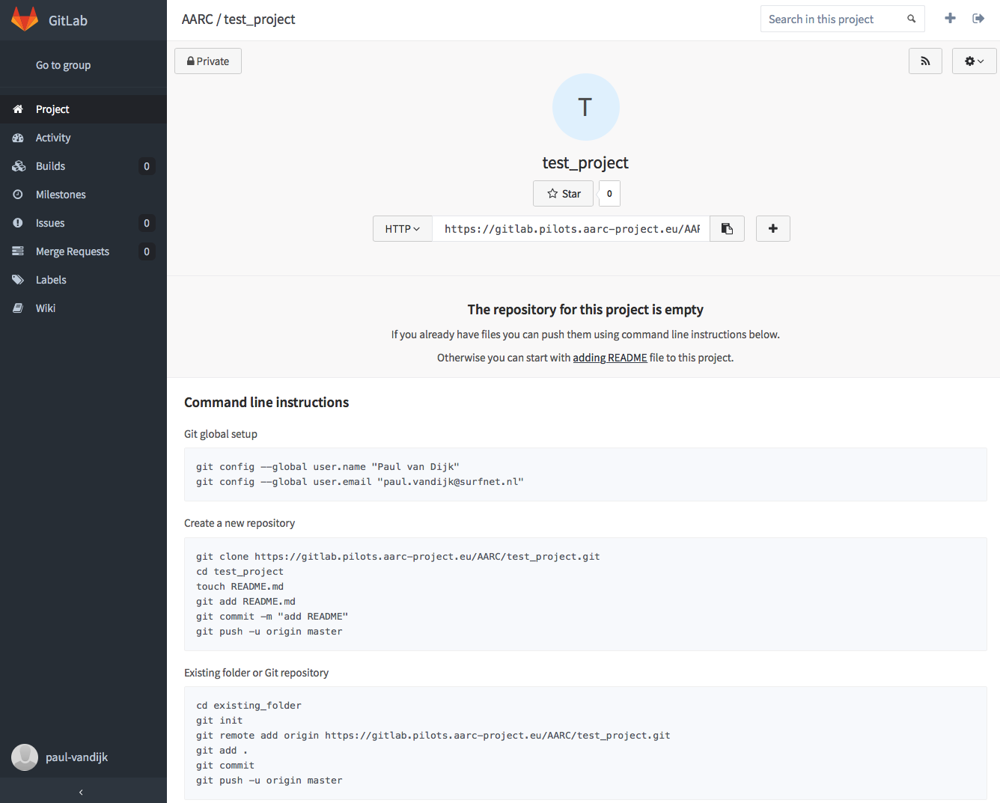 GitLab
Go to group
Project
Activity
Builds 0
Milestones
Issues 0
Merge Requests 0
Labels
Wiki
paul-vandijk
AARC / test_project
Search in this project
Private
T
test_project
Star 0
HTTP https://gitlab.pilots.aarc-project.eu/AAR
The repository for this project is empty
If you already have files you can push them using command line instructions below.
Otherwise you can start with adding README file to this project.
Command line instructions
Git global setup
git config --global user.name "Paul van Dijk"
git config --global user.email "paul.vandijk@surfnet.nl"
Create a new repository
git clone https://gitlab.pilots.aarc-project.eu/AARC/test_project.git
cd test_project
touch README.md
git add README.md
git commit -m "add README"
git push -u origin master
Existing folder or Git repository
cd existing_folder
git init
git remote add origin https://gitlab.pilots.aarc-project.eu/AARC/test_project.git
git add .
git commit
git push -u origin master